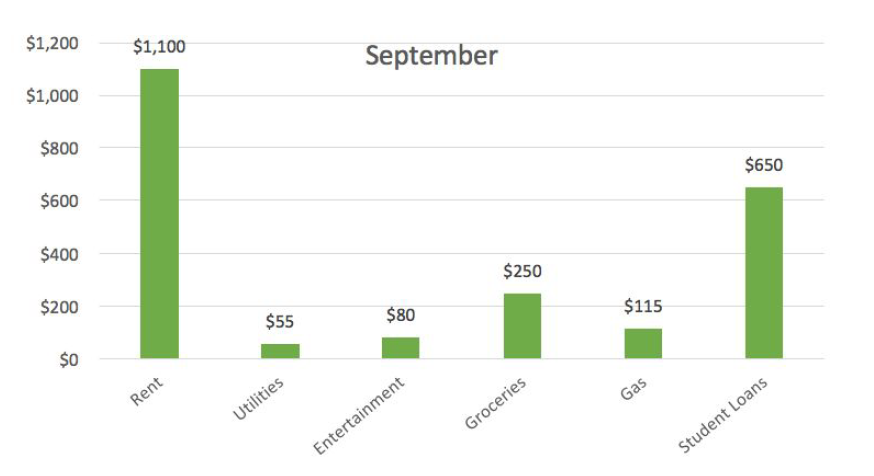 September
$1,200
$1,000
$800
$600
$400
$200
$0
$1,100
$55
$80
$250
$115
$650
Rent
Utilities
Entertainment
Groceries
Gas
Student Loans